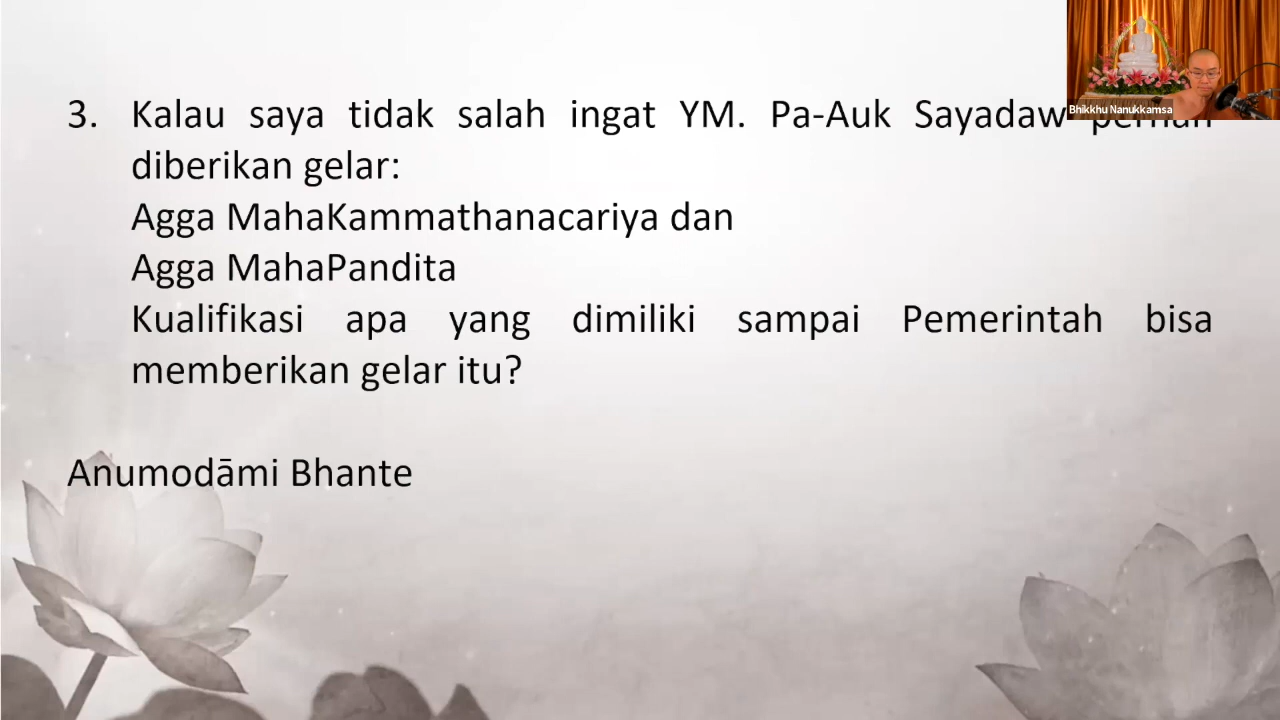 Bhikkhu Nanukkamsa
3. Kalau saya tidak salah ingat YM. Pa-Auk Sayadaw
diberikan gelar:
Agga MahaKammathanacariya dan
Agga MahaPandita
Kualifikasi apa yang dimiliki sampai Pemerintah bisa
memberikan gelar itu?
Anumodāmi Bhante